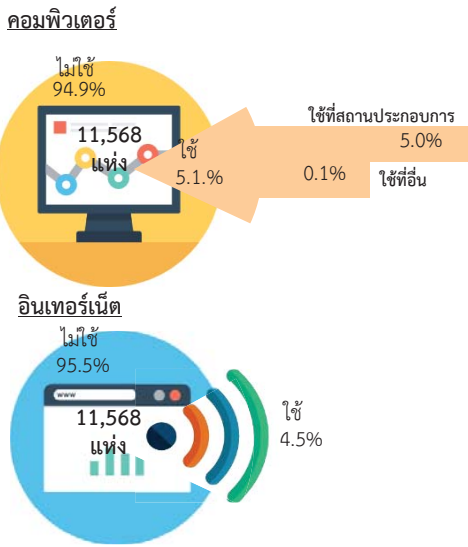 คอมพิวเตอร์
ไม่ใช้
94.9%
11,568
แห่ง
ใช้
5.1.%
ใช้ที่สถานประกอบการ
5.0%
0.1%
ใช้ที่อื่น
อินเทอร์เน็ต
ไม่ใช้
95.5%
www
11,568
แห่ง
ใช้
4.5%